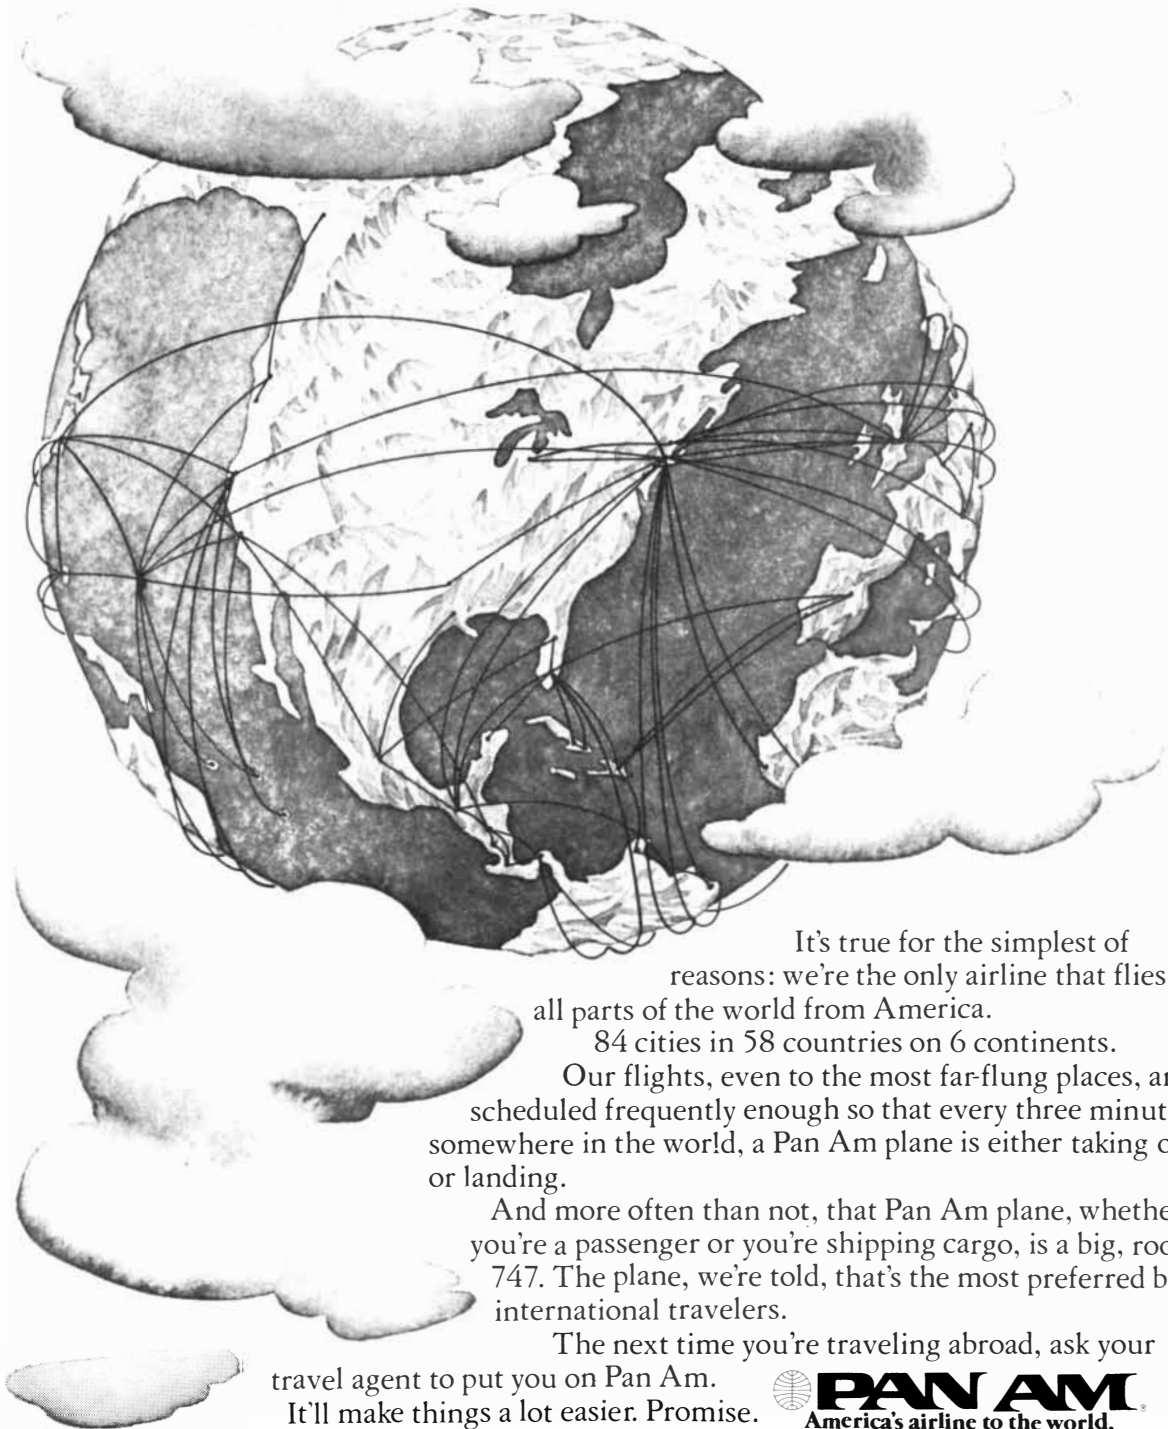 It's true for the simplest of
reasons: we're the only airline that flies
all parts of the world from America.
84 cities in 58 countries on 6 continents.
Our flights, even to the most far-flung places, ar
scheduled frequently enough so that every three minut
somewhere in the world, a Pan Am plane is either taking o
or landing.
And more often than not, that Pan Am plane, whethe
you're a passenger or you're shipping cargo, is a big, roo
747. The plane, we're told, that's the most preferred b
international travelers.
The next time you're traveling abroad, ask your
travel agent to put you on Pan Am.
It'll make things a lot easier. Promise.
PAN AM®
America's airline to the world.